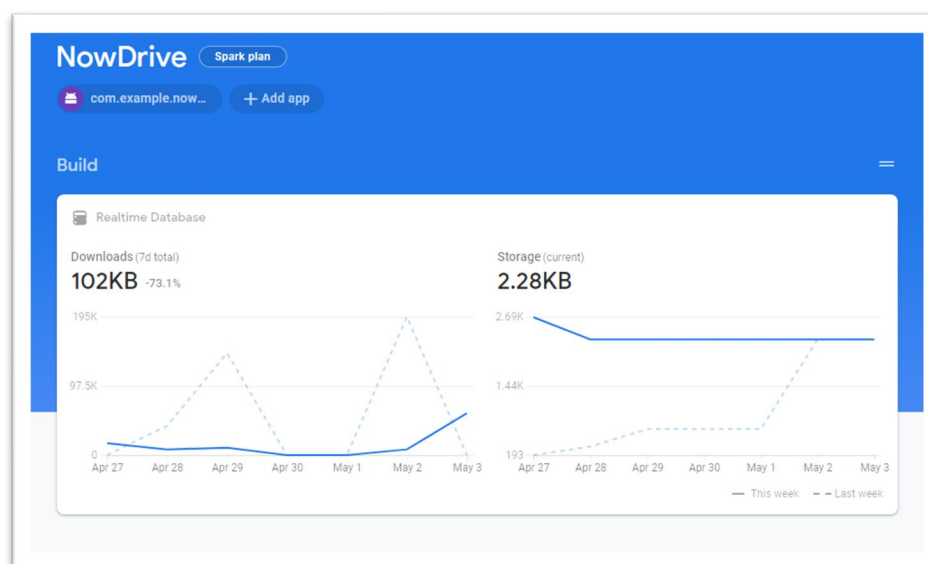 NowDrive Spark plan
com.example.now... + Add app
Build
Realtime Database
Downloads (7d total)
102KB -73.1%
195K
97.5K
0
Apr 27 Apr 28 Apr 29 Apr 30 May 1 May 2 May 3
Storage (current)
2.28KB
2.69K
1.44K
193
Apr 27 Apr 28 Apr 29 Apr 30 May 1 May 2 May 3
This week Last week